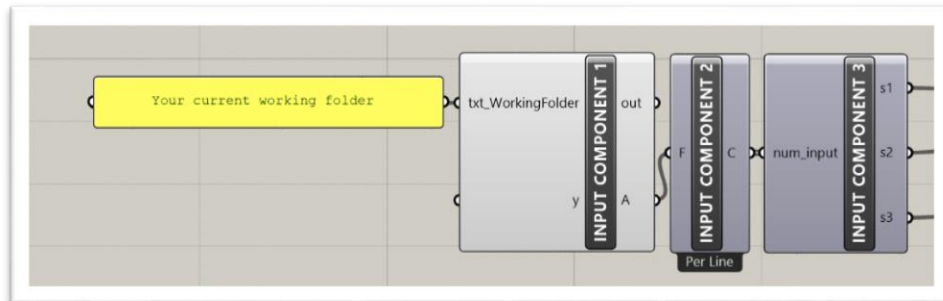 Your current working folder
txt_WorkingFolder
y
INPUT COMPONENT 1
out
A
F
INPUT COMPONENT 2
C
Per Line
num_input
INPUT COMPONENT 3
s1
s2
s3